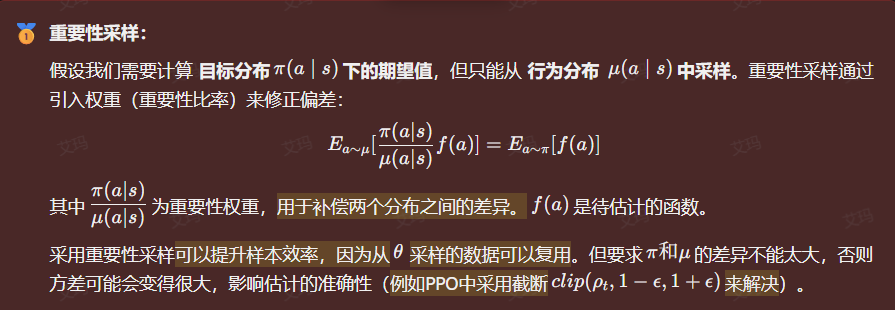 重要性采样：
假设我们需要计算 目标分布 π(a | s) 下的期望值，但只能从 行为分布 μ(a | s) 中采样。重要性采样通过
引入权重（重要性比率）来修正偏差：
E_{a∼μ}[\frac{π(a|s)}{μ(a|s)} f(a)] = E_{a∼π}[f(a)]
其中 \frac{π(a|s)}{μ(a|s)} 为重要性权重，用于补偿两个分布之间的差异。 f(a) 是待估计的函数。
采用重要性采样可以提升样本效率，因为从 θ 采样的数据可以复用。但要求 π和μ 的差异不能太大，否则
方差可能会变得很大，影响估计的准确性（例如PPO中采用截断 clip(ρ_t, 1 − ϵ, 1 + ϵ) 来解决）。